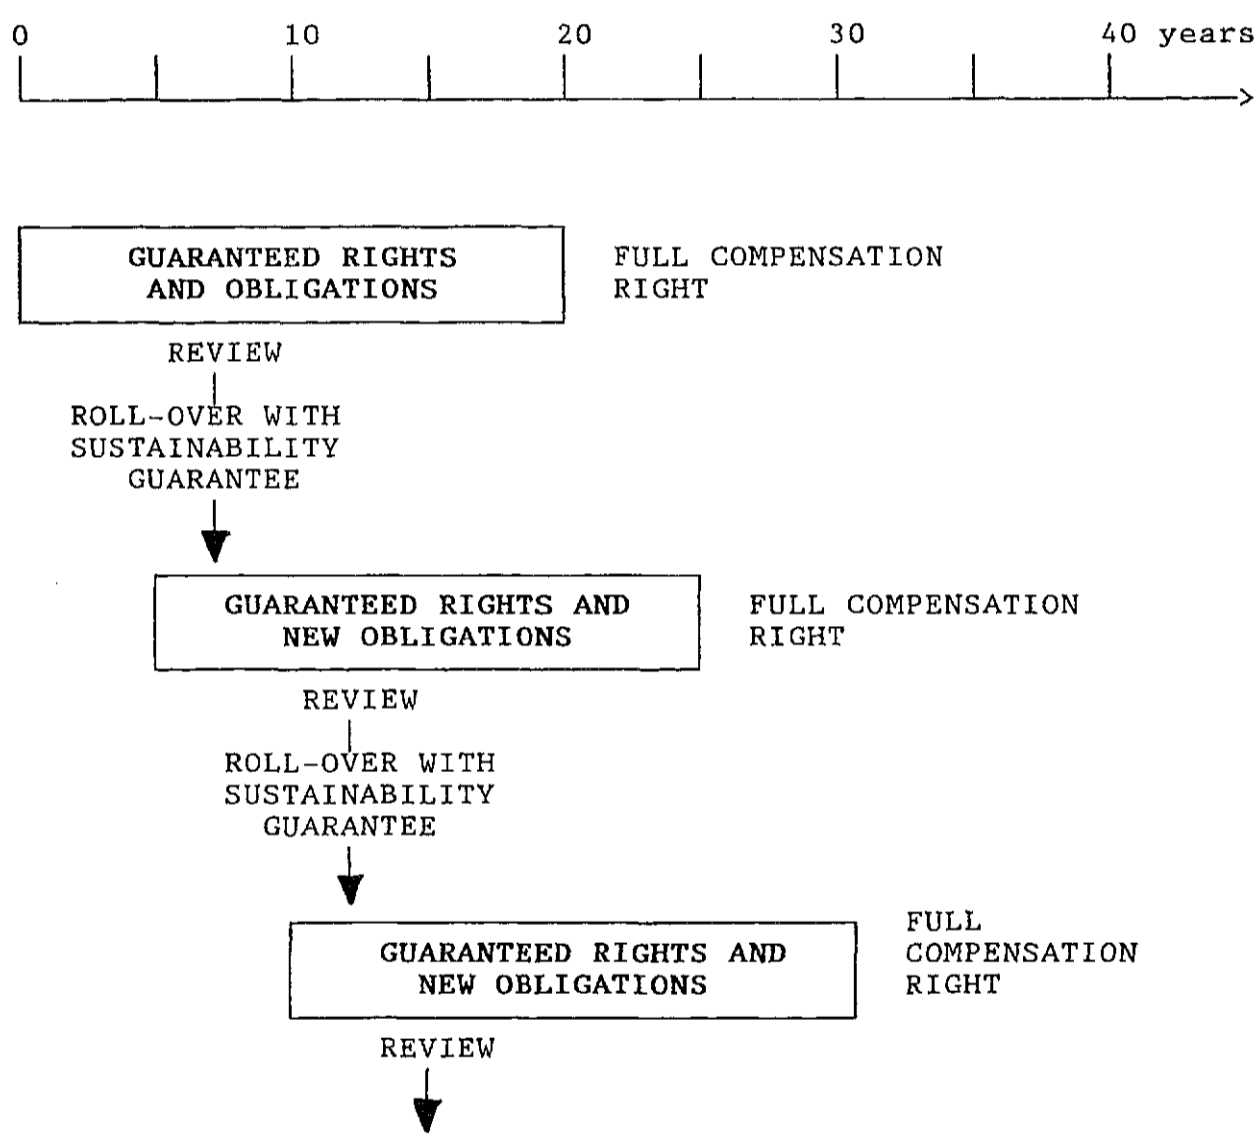 0 10 20 30 40 years
GUARANTEED RIGHTS
AND OBLIGATIONS
FULL COMPENSATION
RIGHT
REVIEW
ROLL-OVER WITH
SUSTAINABILITY
GUARANTEE
GUARANTEED RIGHTS AND
NEW OBLIGATIONS
FULL COMPENSATION
RIGHT
REVIEW
ROLL-OVER WITH
SUSTAINABILITY
GUARANTEE
GUARANTEED RIGHTS AND
NEW OBLIGATIONS
FULL
COMPENSATION
RIGHT
REVIEW